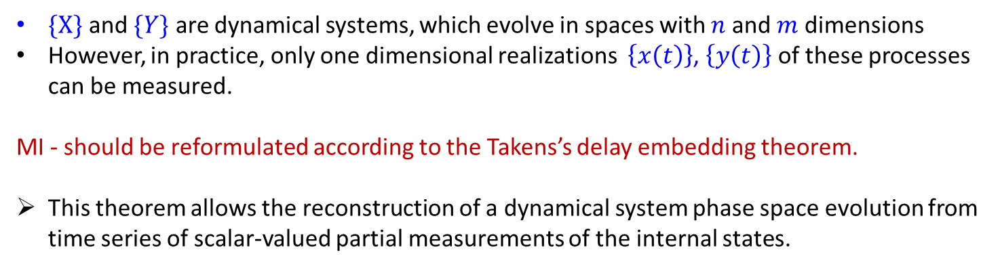 • {X} and {Y} are dynamical systems, which evolve in spaces with n and m dimensions
• However, in practice, only one dimensional realizations {x(t)}, {y(t)} of these processes
can be measured.
MI - should be reformulated according to the Takens’s delay embedding theorem.
➢ This theorem allows the reconstruction of a dynamical system phase space evolution from
time series of scalar-valued partial measurements of the internal states.